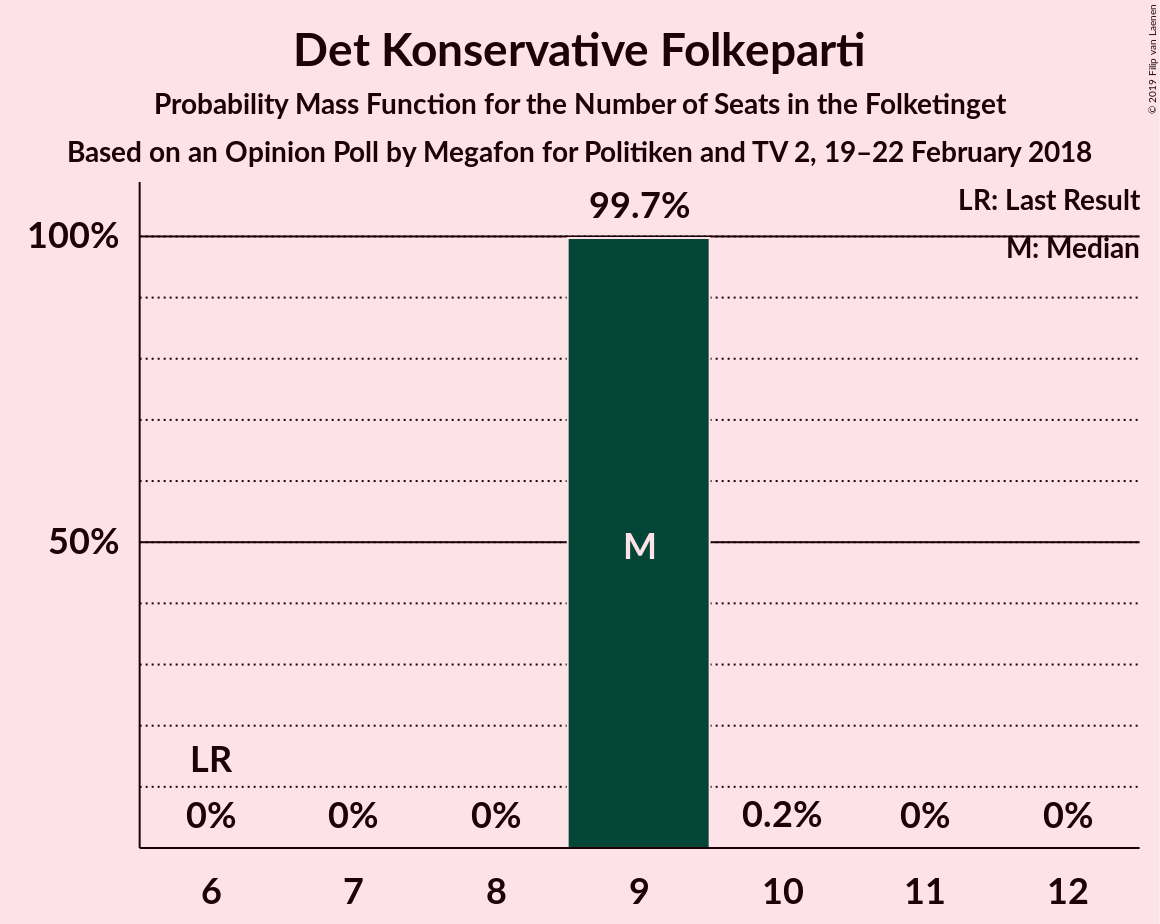 Det Konservative Folkeparti
Probability Mass Function for the Number of Seats in the Folketinget
Based on an Opinion Poll by Megafon for Politiken and TV 2, 19–22 February 2018
© 2019 Filip van Laenen
LR: Last Result
M: Median
99.7%
100%
50%
M
LR
0%
0%
0%
0.2%
0%
0%
6
7
8
9
10
11
12